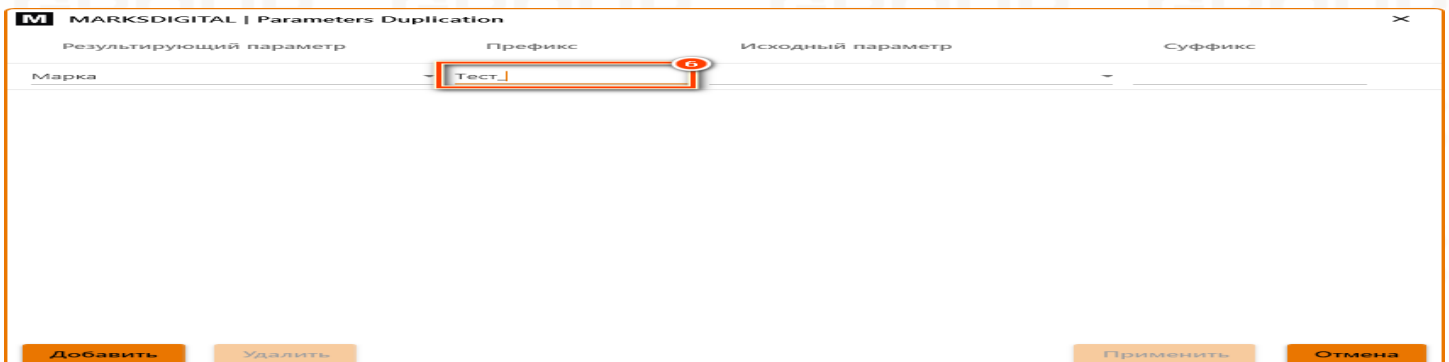 M MARKSDIGITAL | Parameters Duplication ×
Результирующий параметр Префикс Исходный параметр Суффикс
6
Марка Тест_
Добавить Удалить Применить Отмена